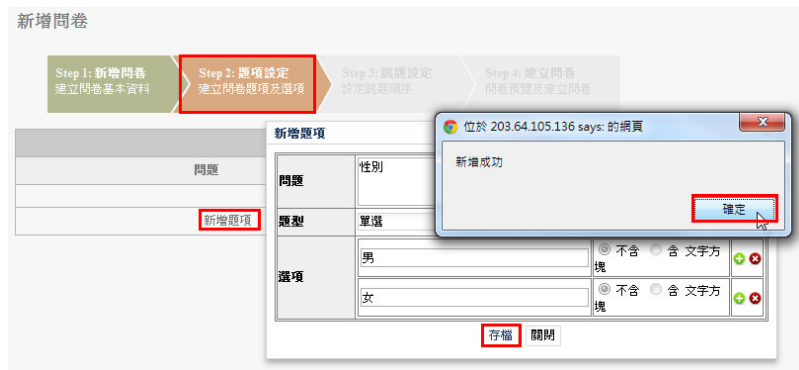 新增問卷
Step 1: 新增問卷
建立問卷基本資料
Step 2: 題項設定
建立問卷題項及選項
Step 3: 跳題設定
設定跳題順序
Step 4: 建立問卷
問卷預覽及建立問卷
問題
新增題項
新增題項
問題
性別
題型
單選
選項
男
不含 含 文字方
塊
女
不含 含 文字方
塊
存檔 關閉
位於 203.64.105.136 says: 的網頁
新增成功
確定